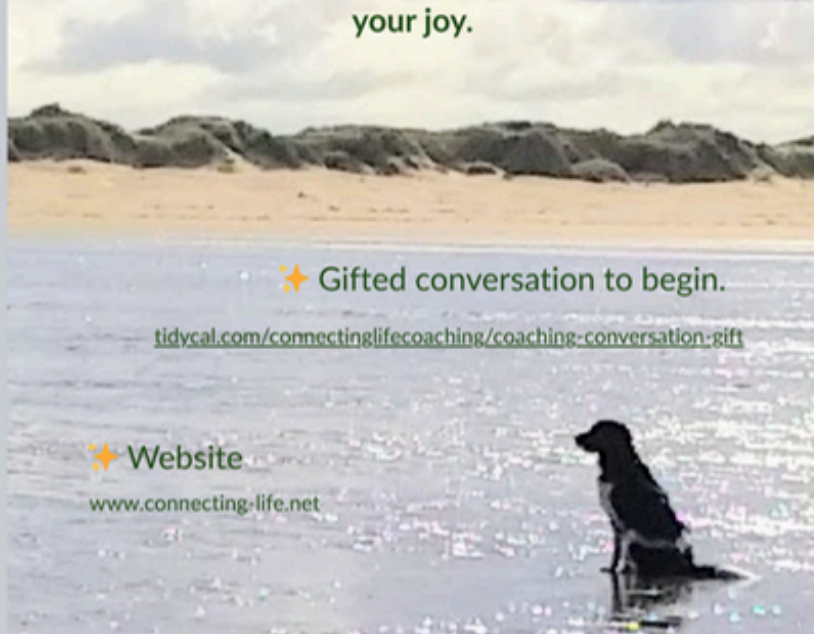 your joy.
✨ Gifted conversation to begin.
tidycal.com/connectinglifecoaching/coaching-conversation-gift
✨ Website
www.connecting-life.net